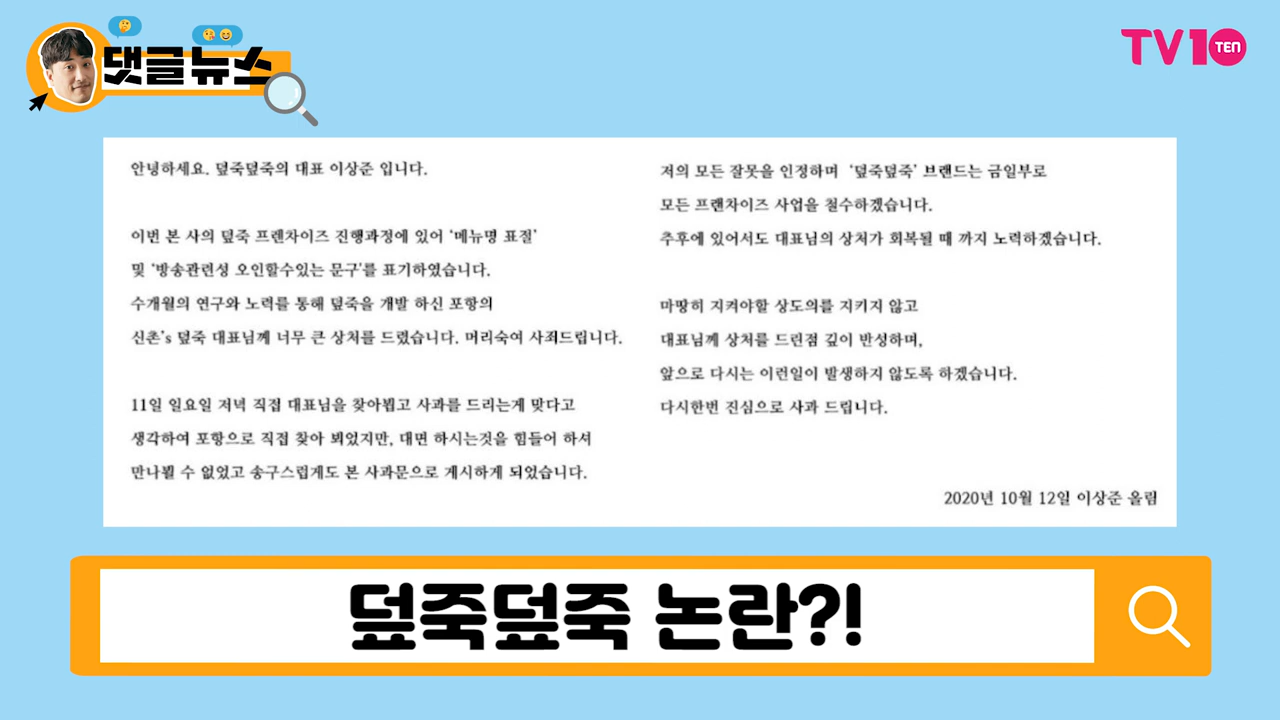 댓글뉴스
TV10 TEN
안녕하세요. 덮죽덮죽의 대표 이상준 입니다.
이번 본 사의 덮죽 프렌차이즈 진행과정에 있어 ‘메뉴명 표절’
및 ‘방송관련성 오인할수있는 문구'를 표기하였습니다.
수개월의 연구와 노력을 통해 덮죽을 개발 하신 포항의
신촌’s 덮죽 대표님께 너무 큰 상처를 드렸습니다. 머리숙여 사죄드립니다.
11일 일요일 저녁 직접 대표님을 찾아뵙고 사과를 드리는게 맞다고
생각하여 포항으로 직접 찾아 뵈었지만, 대면 하시는것을 힘들어 하셔
만나뵐 수 없었고 송구스럽게도 본 사과문으로 게시하게 되었습니다.
저의 모든 잘못을 인정하며 ‘덮죽덮죽’ 브랜드는 금일부로
모든 프랜차이즈 사업을 철수하겠습니다.
추후에 있어서도 대표님의 상처가 회복될 때 까지 노력하겠습니다.
마땅히 지켜야할 상도의를 지키지 않고
대표님께 상처를 드린점 깊이 반성하며,
앞으로 다시는 이런일이 발생하지 않도록 하겠습니다.
다시한번 진심으로 사과 드립니다.
2020년 10월 12일 이상준 올림
덮죽덮죽 논란?!